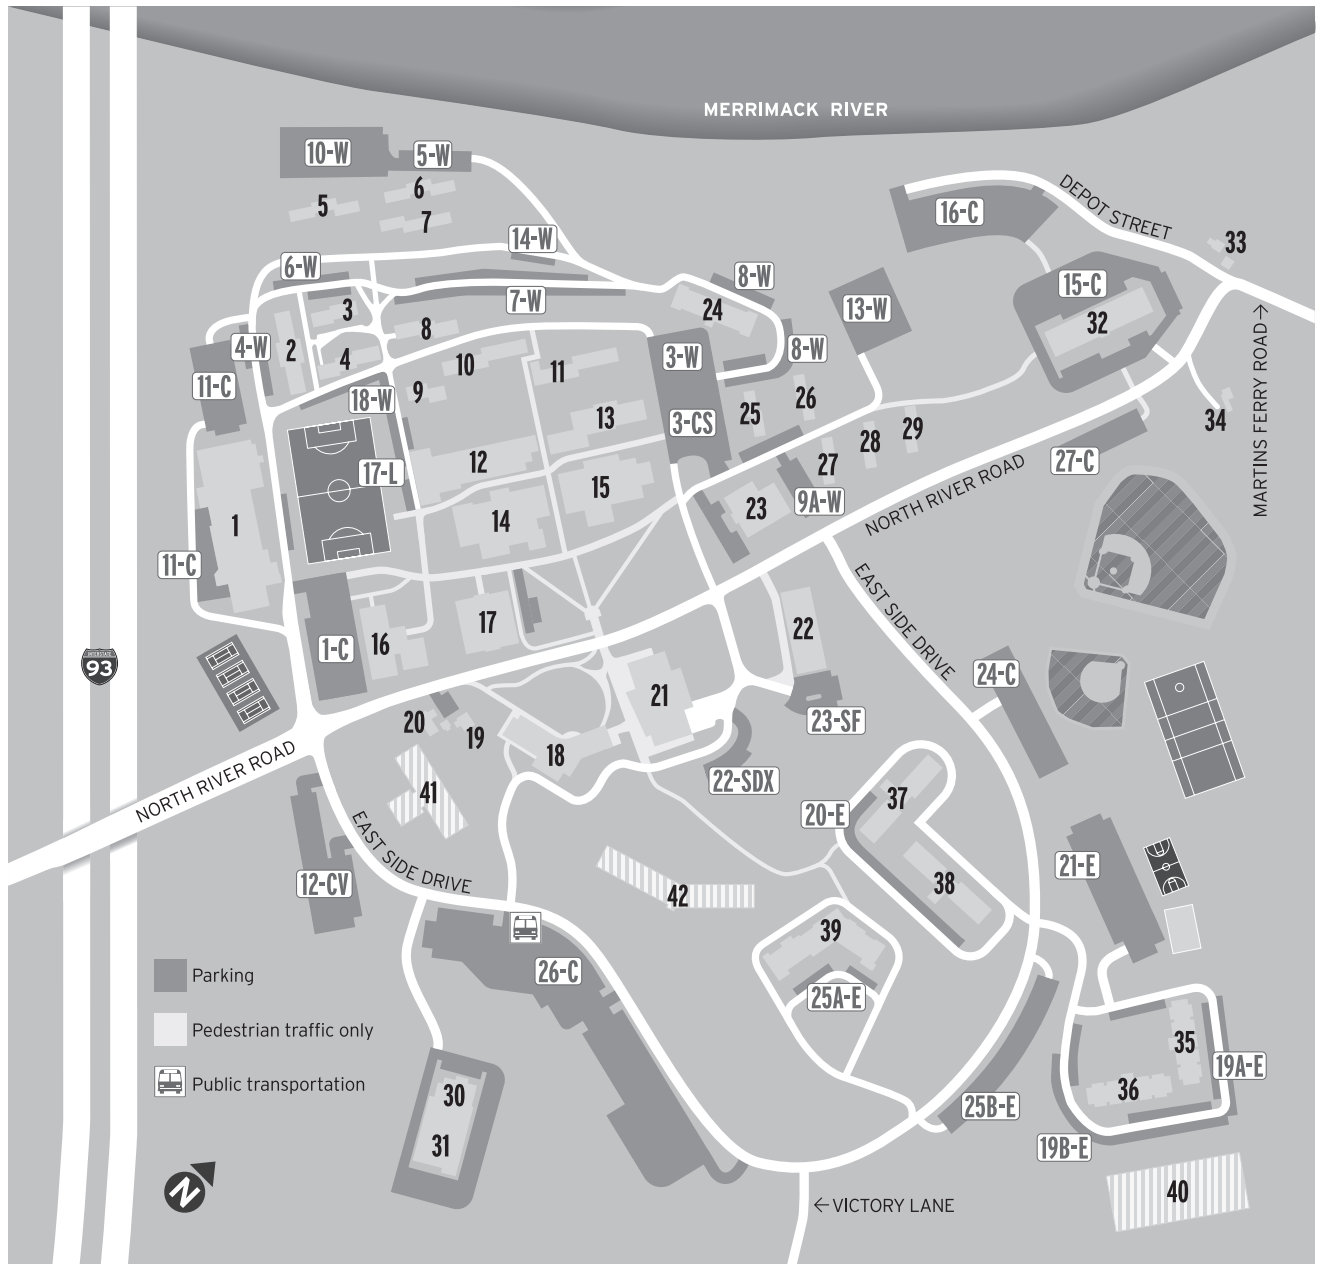 MERRIMACK RIVER
10-W
5-W
6
5
7
DEPOT STREET
16-C
14-W
33
6-W
8-W
15-C
7-W
3
24
13-W
32
MARTINS FERRY ROAD→
8
4-W
2
8-W
3-W
4
10
11
11-C
9
18-W
26
25
13
3-CS
34
28
29
27-C
12
17-L
27
15
NORTH RIVER ROAD
9A-W
23
14
1
11-C
EAST SIDE DRIVE
17
22
16
1-C
INTERSTATE
93
24-C
21
20
23-SF
19
18
NORTH RIVER ROAD
22-SDX
41
37
20-E
EAST SIDE DRIVE
21-E
12-CV
38
42
39
26-C
Parking
25A-E
Pedestrian traffic only
35
19A-E
Public transportation
36
30
25B-E
31
19B-E
N
40
←VICTORY LANE